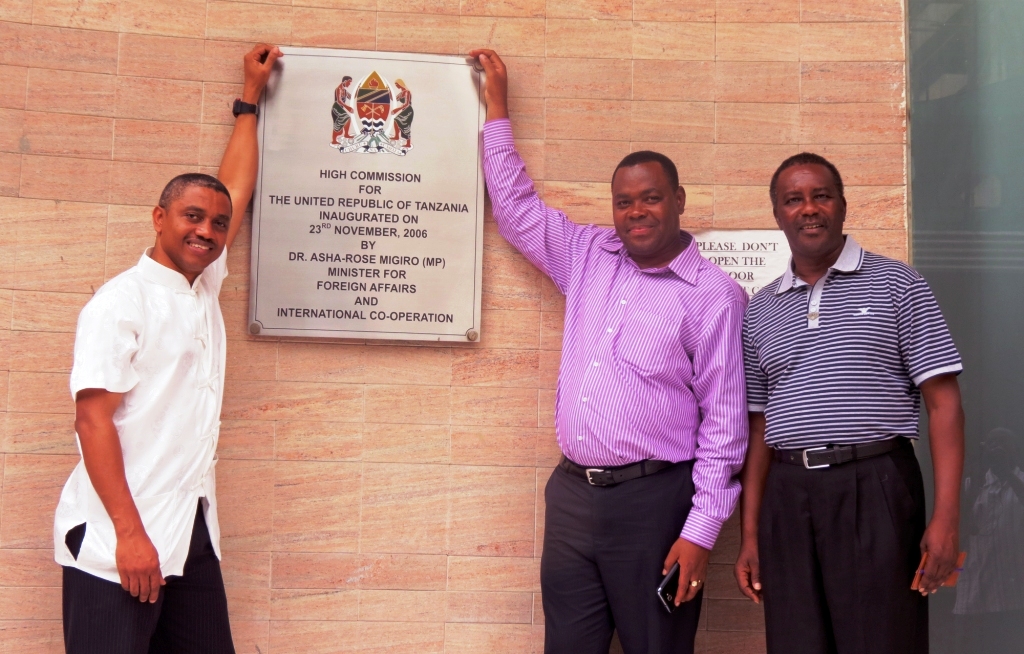 HIGH COMMISSION
FOR
THE UNITED REPUBLIC OF TANZANIA
INAUGURATED ON
23RD NOVEMBER, 2006
BY
DR. ASHA-ROSE MIGIRO (MP)
MINISTER FOR
FOREIGN AFFAIRS
AND
INTERNATIONAL CO-OPERATION
PLEASE DON'T
OPEN THE